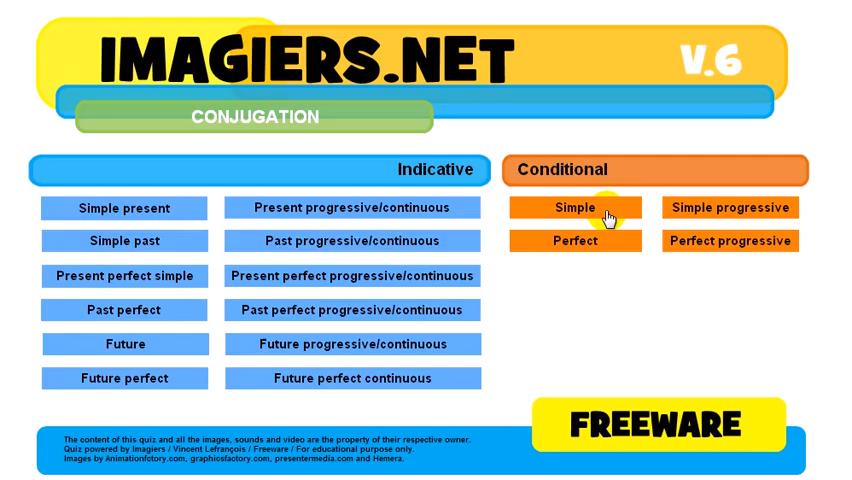 IMAGIERS.NET
V.6
CONJUGATION
Indicative
Conditional
Simple present
Present progressive/continuous
Simple
Simple progressive
Simple past
Past progressive/continuous
Perfect
Perfect progressive
Present perfect simple
Present perfect progressive/continuous
Past perfect
Past perfect progressive/continuous
Future
Future progressive/continuous
Future perfect
Future perfect continuous
FREEWARE
The content of this quiz and all the images, sounds and video are the property of their respective owner.
Quiz powered by Imagiers / Vincent Lefrançois / Freeware / For educational purpose only.
Images by Animationfotory.com, graphicsfactory.com, presentermedia.com and Hemera.